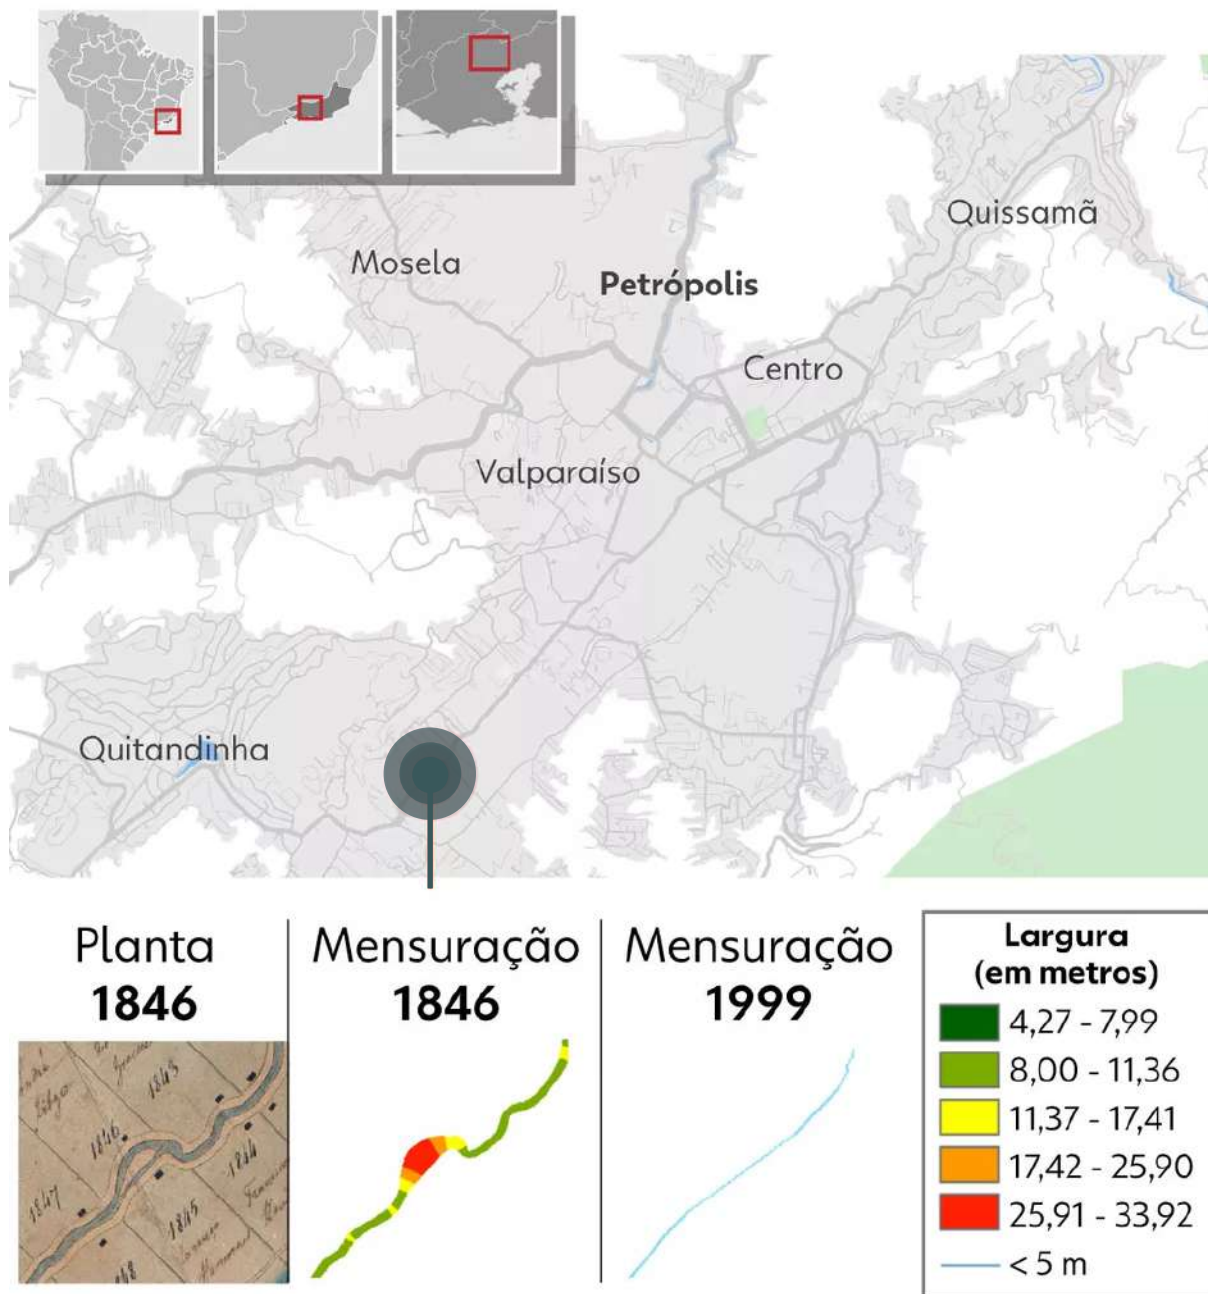 Quissamã
Mosela
Petrópolis
Centro
Valparaíso
Quitandinha
Planta
1846
Mensuração
1846
Mensuração
1999
Largura
(em metros)
4,27 - 7,99
8,00 - 11,36
11,37 - 17,41
17,42 - 25,90
25,91 - 33,92
< 5 m
1843
1846
1844
1847
1845